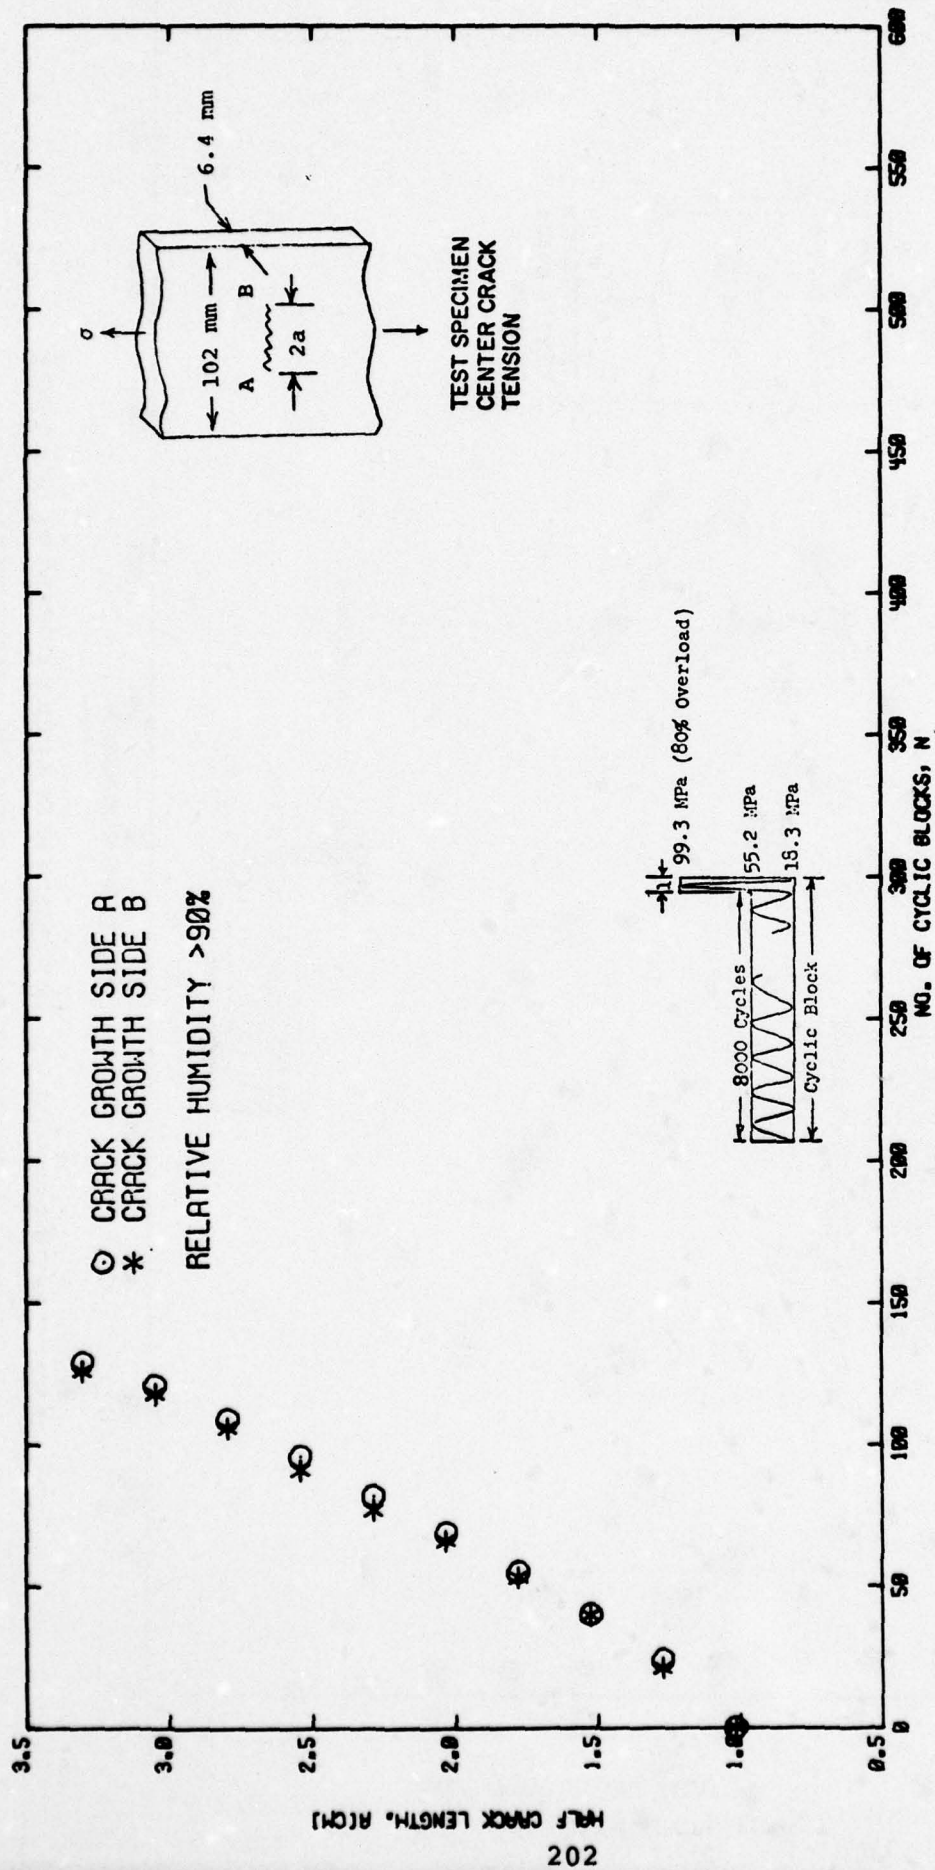 3.5
3.0
2.5
2.0
1.5
1.0
0.5
HALF CRACK LENGTH, A(CM)
0
50
100
150
200
250
300
350
400
450
500
550
600
NO. OF CYCLIC BLOCKS, N
⊙ CRACK GROWTH SIDE A
* CRACK GROWTH SIDE B
RELATIVE HUMIDITY >90%
σ
102 mm
6.4 mm
A
B
2a
TEST SPECIMEN
CENTER CRACK
TENSION
1
99.3 MPa (80% Overload)
8000 Cycles
55.2 MPa
18.3 MPa
Cyclic Block
202